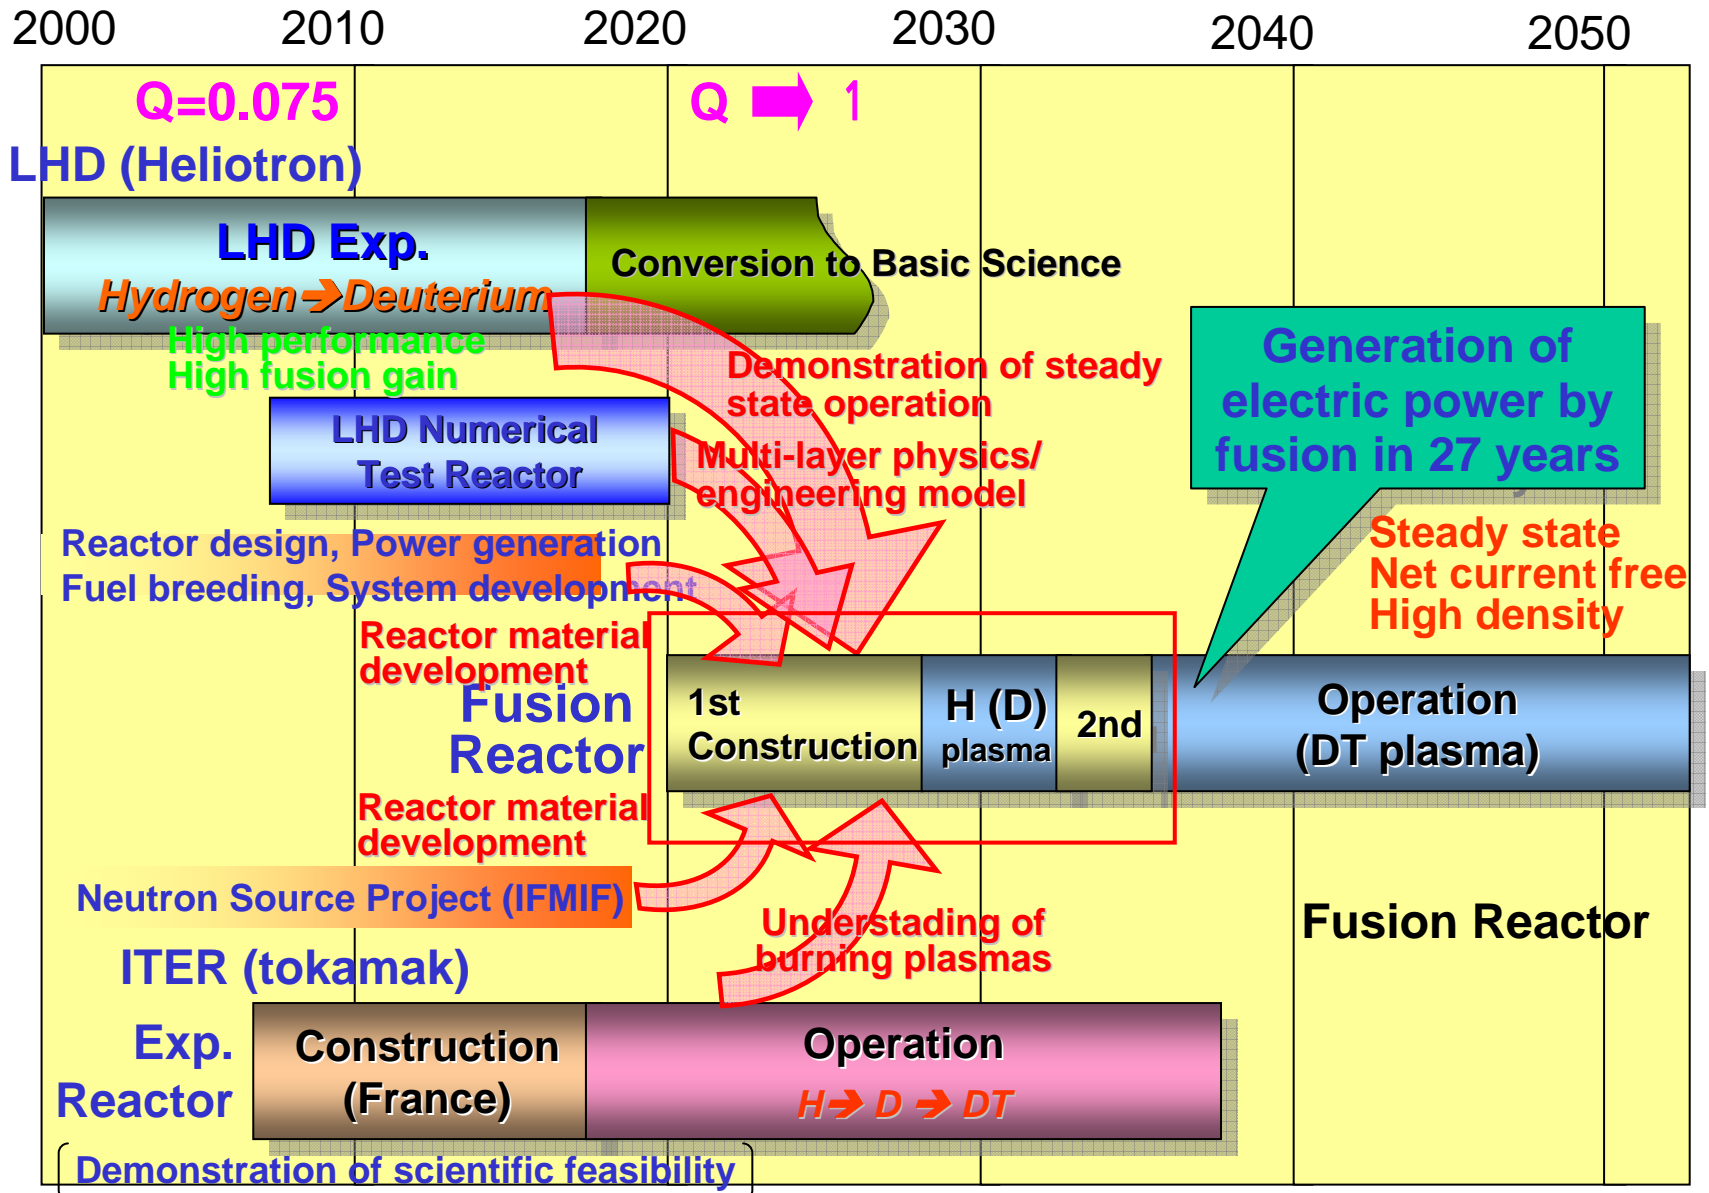 2000 2010 2020 2030 2040 2050
Q=0.075
Q ➡ 1
LHD (Heliotron)
LHD Exp.
Hydrogen➔Deuterium
Conversion to Basic Science
High performance
High fusion gain
Demonstration of steady
state operation
LHD Numerical
Test Reactor
Multi-layer physics/
engineering model
Generation of
electric power by
fusion in 27 years
Steady state
Net current free
High density
Reactor design, Power generation
Fuel breeding, System development
Reactor material
development
Fusion
Reactor
1st
Construction
H (D)
plasma
2nd
Operation
(DT plasma)
Reactor material
development
Neutron Source Project (IFMIF)
Understading of
burning plasmas
Fusion Reactor
ITER (tokamak)
Exp.
Reactor
Construction
(France)
Operation
H➔ D ➔ DT
Demonstration of scientific feasibility